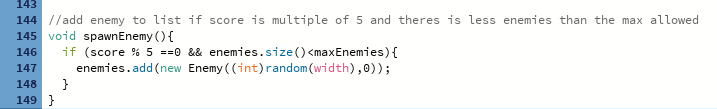 143
144 //add enemy to list if score is multiple of 5 and theres is less enemies than the max allowed
145 void spawnEnemy(){
146   if (score % 5 ==0 && enemies.size()<maxEnemies){
147     enemies.add(new Enemy((int)random(width),0));
148   }
149 }